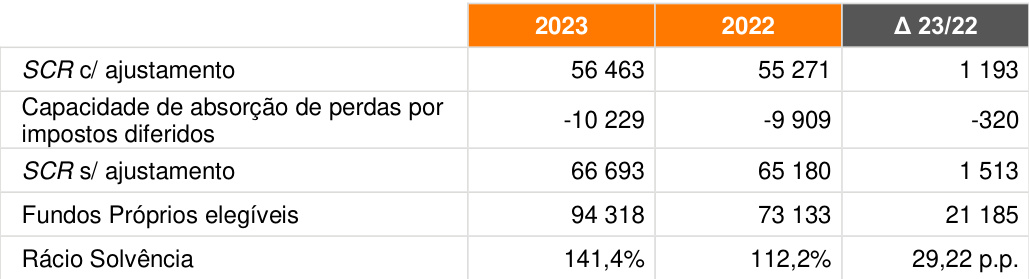 2023 2022 Δ 23/22
SCR c/ ajustamento 56 463 55 271 1 193
Capacidade de absorção de perdas por
impostos diferidos -10 229 -9 909 -320
SCR s/ ajustamento 66 693 65 180 1 513
Fundos Próprios elegíveis 94 318 73 133 21 185
Rácio Solvência 141,4% 112,2% 29,22 p.p.